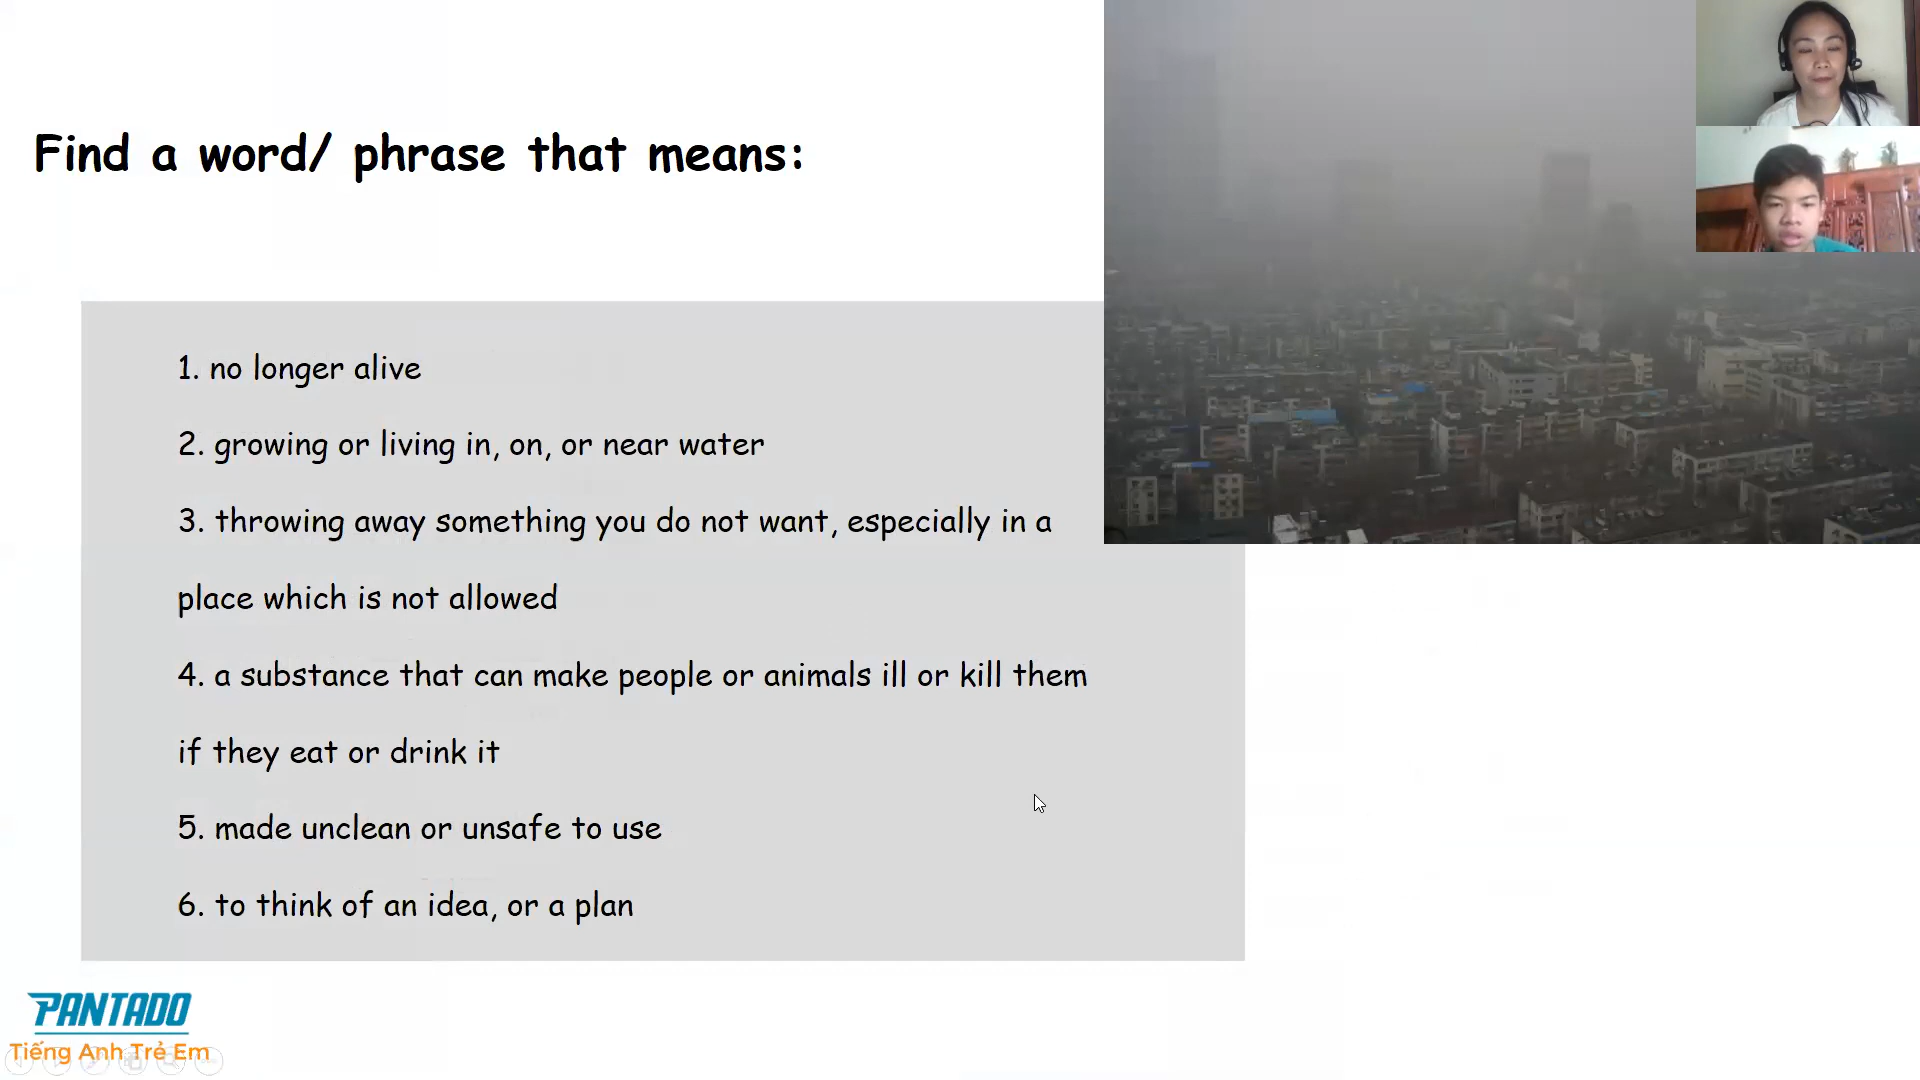 Find a word/ phrase that means:
1. no longer alive
2. growing or living in, on, or near water
3. throwing away something you do not want, especially in a
place which is not allowed
4. a substance that can make people or animals ill or kill them
if they eat or drink it
5. made unclean or unsafe to use
6. to think of an idea, or a plan
PANTADO
Tiếng Anh Trẻ Em